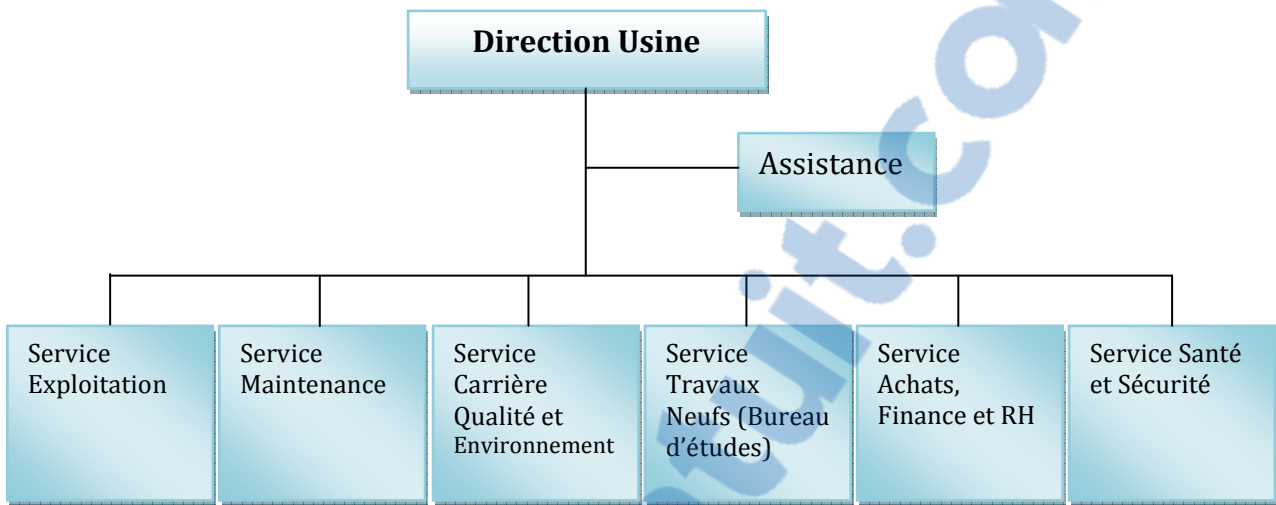 Direction Usine
Assistance
Service
Exploitation
Service
Maintenance
Service
Carrière
Qualité et
Environnement
Service
Travaux
Neufs (Bureau
d’études)
Service
Achats,
Finance et RH
Service Santé
et Sécurité